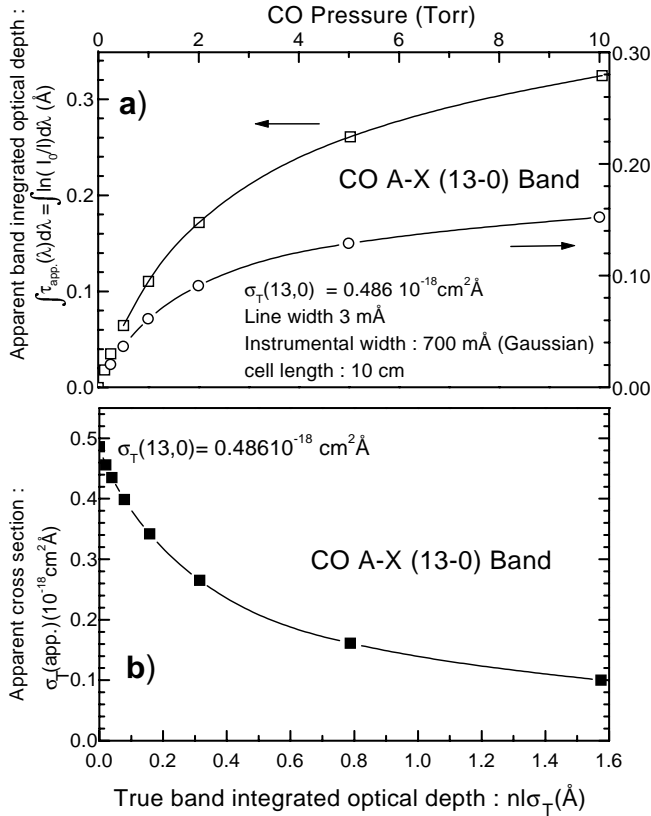 CO Pressure (Torr)
0 2 4 6 8 10
Apparent band inregrated optical depth :
∫τapp.(λ)dλ =∫ln( I0/I)dλ (Å)
0.3
0.2
0.1
0.0
0.30
0.20
0.10
0.00
a)
CO A-X (13-0) Band
σT(13,0) = 0.486 10-18cm2Å
Line width 3 mÅ
Instrumental width : 700 mÅ (Gaussian)
cell length : 10 cm
Apparent cross section :
σT(app.)(10-18cm2Å)
0.5
0.4
0.3
0.2
0.1
0.0
σT(13,0)= 0.48610-18 cm2Å
CO A-X (13-0) Band
b)
0.0 0.2 0.4 0.6 0.8 1.0 1.2 1.4 1.6
True band integrated optical depth : nlσT(Å)